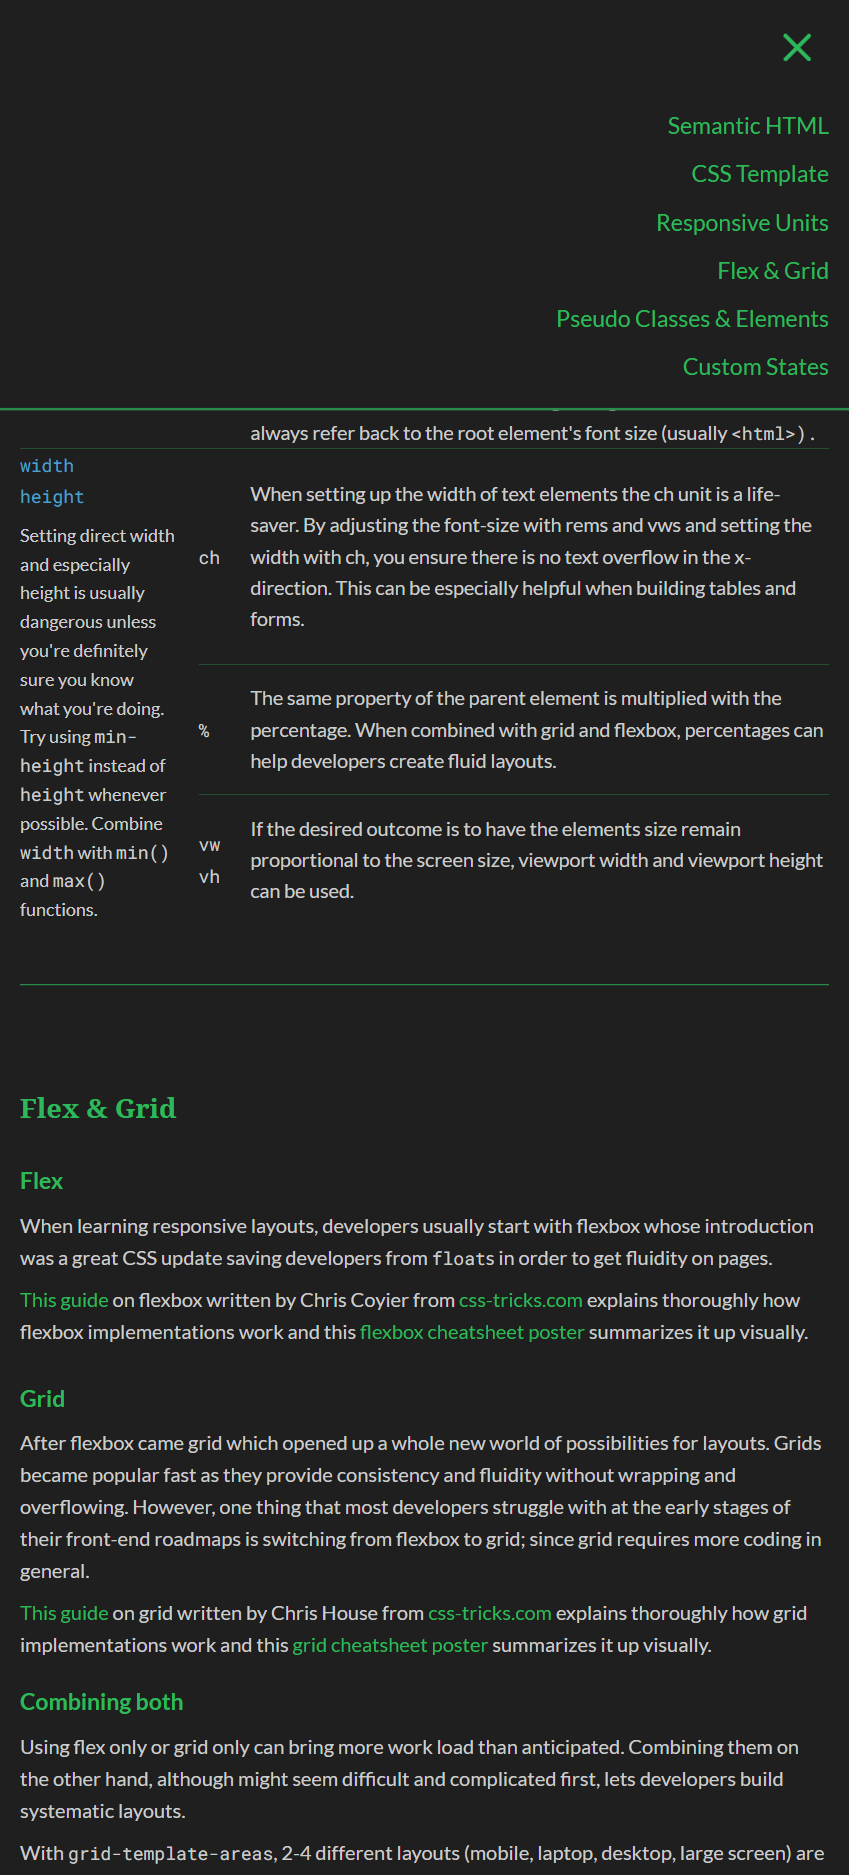 Semantic HTML
CSS Template
Responsive Units
Flex & Grid
Pseudo Classes & Elements
Custom States
always refer back to the root element's font size (usually <html>).
width
height
Setting direct width
and especially
height is usually
dangerous unless
you're definitely
sure you know
what you're doing.
Try using min-
height instead of
height whenever
possible. Combine
width with min()
and max()
functions.
ch
When setting up the width of text elements the ch unit is a life-
saver. By adjusting the font-size with rems and vws and setting the
width with ch, you ensure there is no text overflow in the x-
direction. This can be especially helpful when building tables and
forms.
%
The same property of the parent element is multiplied with the
percentage. When combined with grid and flexbox, percentages can
help developers create fluid layouts.
vw
vh
If the desired outcome is to have the elements size remain
proportional to the screen size, viewport width and viewport height
can be used.
Flex & Grid
Flex
When learning responsive layouts, developers usually start with flexbox whose introduction
was a great CSS update saving developers from floats in order to get fluidity on pages.
This guide on flexbox written by Chris Coyier from css-tricks.com explains thoroughly how
flexbox implementations work and this flexbox cheatsheet poster summarizes it up visually.
Grid
After flexbox came grid which opened up a whole new world of possibilities for layouts. Grids
became popular fast as they provide consistency and fluidity without wrapping and
overflowing. However, one thing that most developers struggle with at the early stages of
their front-end roadmaps is switching from flexbox to grid; since grid requires more coding in
general.
This guide on grid written by Chris House from css-tricks.com explains thoroughly how grid
implementations work and this grid cheatsheet poster summarizes it up visually.
Combining both
Using flex only or grid only can bring more work load than anticipated. Combining them on
the other hand, although might seem difficult and complicated first, lets developers build
systematic layouts.
With grid-template-areas, 2-4 different layouts (mobile, laptop, desktop, large screen) are